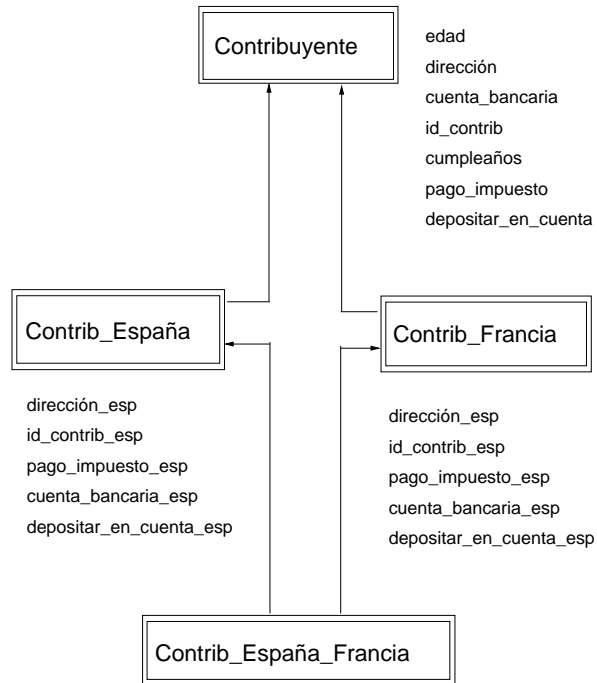 Contribuyente
edad
dirección
cuenta_bancaria
id_contrib
cumpleaños
pago_impuesto
depositar_en_cuenta
Contrib_España
Contrib_Francia
dirección_esp
id_contrib_esp
pago_impuesto_esp
cuenta_bancaria_esp
depositar_en_cuenta_esp
dirección_esp
id_contrib_esp
pago_impuesto_esp
cuenta_bancaria_esp
depositar_en_cuenta_esp
Contrib_España_Francia